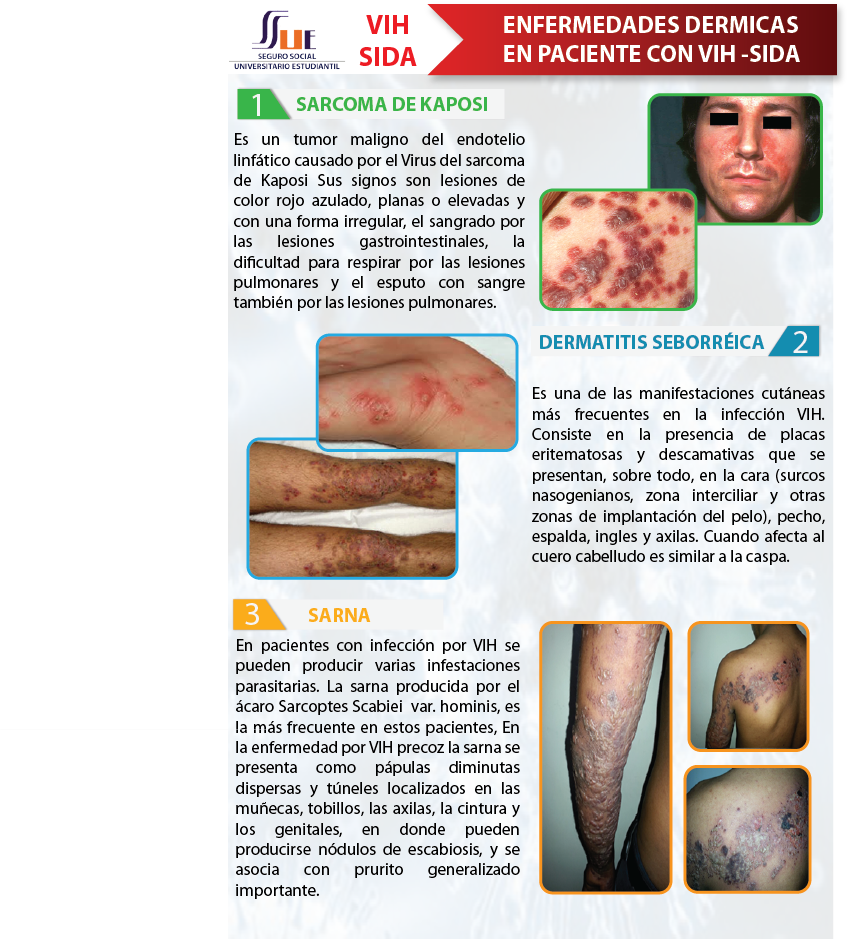 SSUE
SEGURO SOCIAL
UNIVERSITARIO ESTUDIANTIL
VIH
SIDA
ENFERMEDADES DERMICAS
EN PACIENTE CON VIH -SIDA
1 SARCOMA DE KAPOSI
Es un tumor maligno del endotelio
linfático causado por el Virus del sarcoma
de Kaposi Sus signos son lesiones de
color rojo azulado, planas o elevadas y
con una forma irregular, el sangrado por
las lesiones gastrointestinales, la
dificultad para respirar por las lesiones
pulmonares y el esputo con sangre
también por las lesiones pulmonares.
DERMATITIS SEBORRÉICA 2
Es una de las manifestaciones cutáneas
más frecuentes en la infección VIH.
Consiste en la presencia de placas
eritematosas y descamativas que se
presentan, sobre todo, en la cara (surcos
nasogenianos, zona interciliar y otras
zonas de implantación del pelo), pecho,
espalda, ingles y axilas. Cuando afecta al
cuero cabelludo es similar a la caspa.
3 SARNA
En pacientes con infección por VIH se
pueden producir varias infestaciones
parasitarias. La sarna producida por el
ácaro Sarcoptes Scabiei var. hominis, es
la más frecuente en estos pacientes, En
la enfermedad por VIH precoz la sarna se
presenta como pápulas diminutas
dispersas y túneles localizados en las
muñecas, tobillos, las axilas, la cintura y
los genitales, en donde pueden
producirse nódulos de escabiosis, y se
asocia con prurito generalizado
importante.